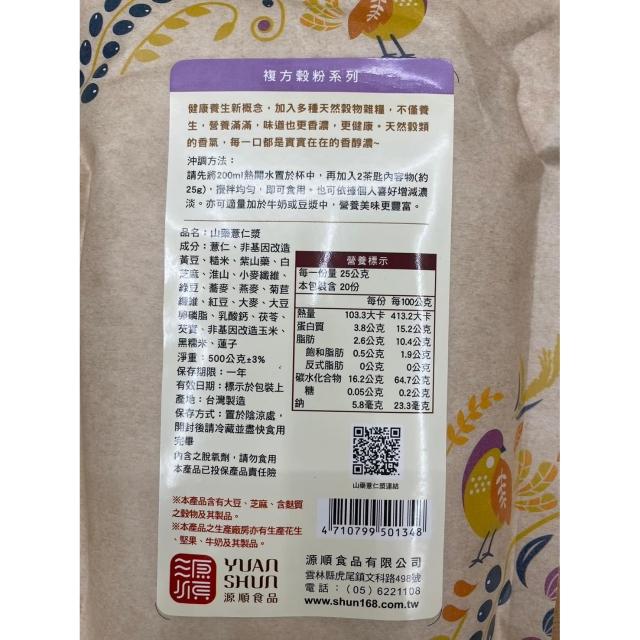 複方穀粉系列
健康養生新概念，加入多種天然穀物雜糧，不僅養
生，營養滿滿，味道也更香濃，更健康。天然穀類
的香氣，每一口都是實實在在的香醇濃~
沖調方法：
請先將200ml熱開水置於杯中，再加入2茶匙內容物(約
25g)，攪拌均勻，即可食用。也可依據個人喜好增減濃
淡。亦可適量加於牛奶或豆漿中，營養美味更豐富。
品名：山藥薏仁漿
成分：薏仁、非基因改造
黃豆、糙米、紫山藥、白
芝麻、淮山、小麥纖維、
綠豆、蕎麥、燕麥、菊苣
纖維、紅豆、大麥、大豆
卵磷脂、乳酸鈣、茯苓、
芡實、非基因改造玉米、
黑糯米、蓮子
淨重：500公克±3%
保存期限：一年
有效日期：標示於包裝上
產地：台灣製造
保存方式：置於陰涼處，
開封後請冷藏並盡快食用
完畢
內含之脫氧劑，請勿食用
本產品已投保產品責任險
營養標示
每一份量 25公克
本包裝含 20份
每份 每100公克
熱量 103.3大卡 413.2大卡
蛋白質 3.8公克 15.2公克
脂肪 2.6公克 10.4公克
飽和脂肪 0.5公克 1.9公克
反式脂肪 0公克 0公克
碳水化合物 16.2公克 64.7公克
糖 0.05公克 0.2公克
鈉 5.8毫克 23.3毫克
山藥薏仁漿連結
※本產品含有大豆、芝麻、含麩質
之穀物及其製品。
※本產品之生產廠房亦有生產花生
、堅果、牛奶及其製品。
4 710799 501348
源順
YUAN
SHUN
源順食品
源順食品有限公司
雲林縣虎尾鎮文科路498號
電話：(05)6221108
www.shun168.com.tw